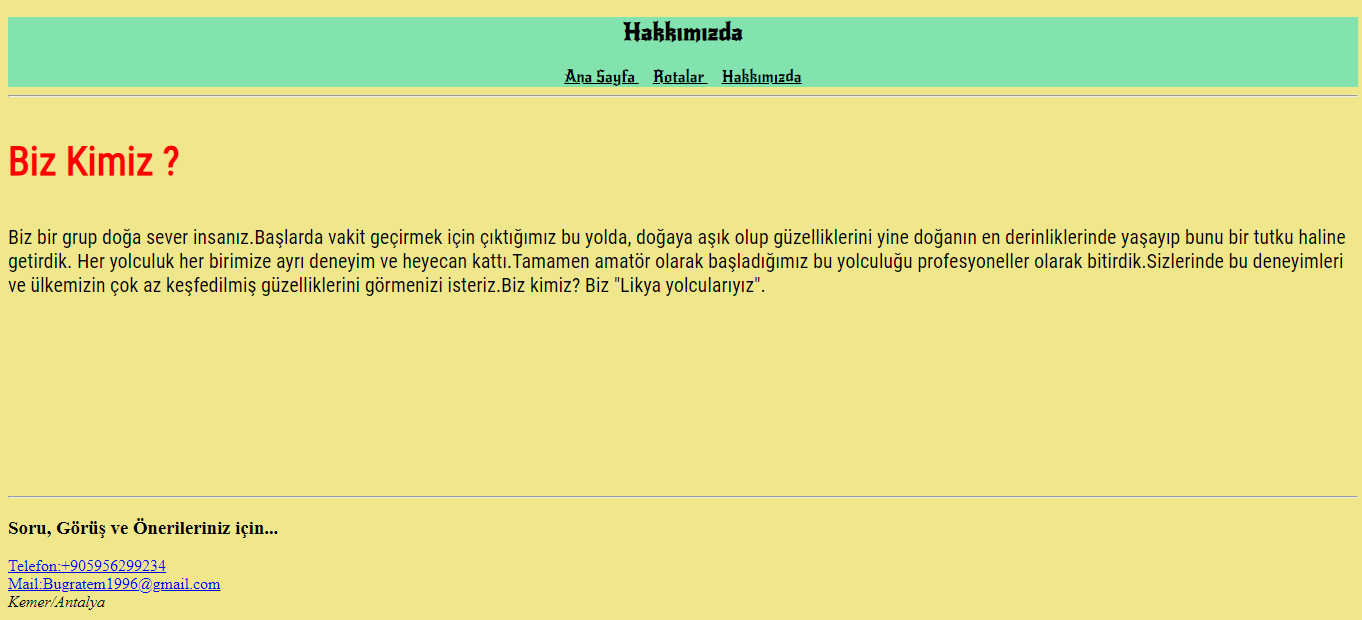 Hakkımızda
Ana Sayfa Rotalar Hakkımızda
Biz Kimiz ?
Biz bir grup doğa sever insanız.Başlarda vakit geçirmek için çıktığımız bu yolda, doğaya aşık olup güzelliklerini yine doğanın en derinliklerinde yaşayıp bunu bir tutku haline
getirdik. Her yolculuk her birimize ayrı deneyim ve heyecan kattı.Tamamen amatör olarak başladığımız bu yolculuğu profesyoneller olarak bitirdik.Sizlerinde bu deneyimleri
ve ülkemizin çok az keşfedilmiş güzelliklerini görmenizi isteriz.Biz kimiz? Biz "Likya yolcularıyız".
Soru, Görüş ve Önerileriniz için...
Telefon:+905956299234
Mail:Bugratem1996@gmail.com
Kemer/Antalya